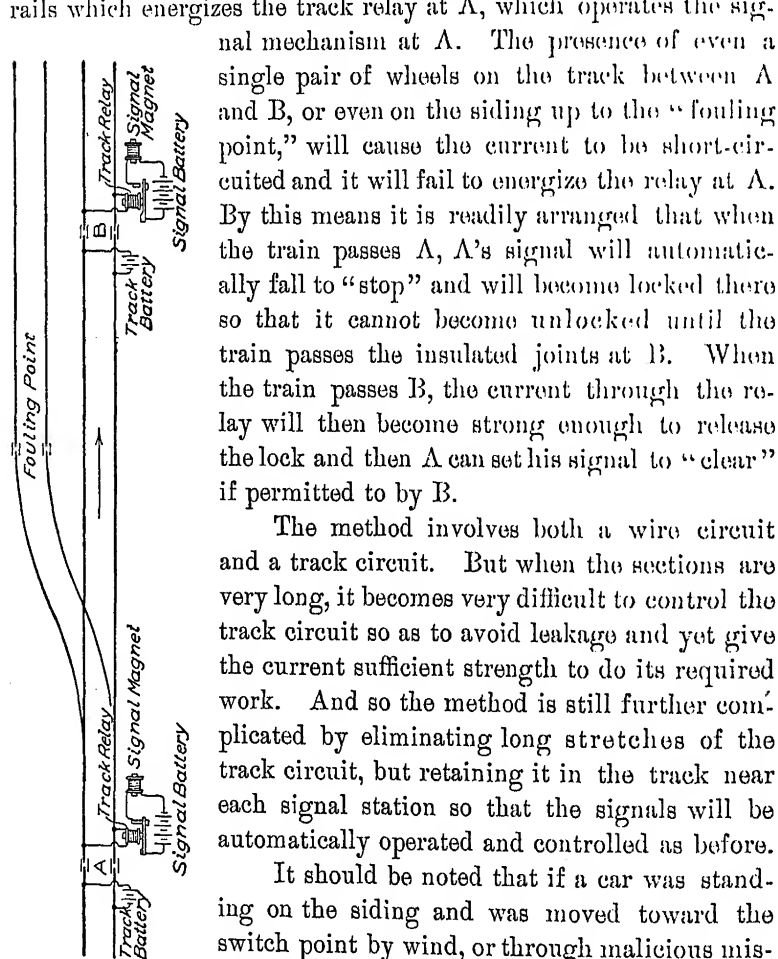 rails which energizes the track relay at A, which operates the sig-
nal mechanism at A. The presence of even a
single pair of wheels on the track between A
and B, or even on the siding up to the “fouling
point,” will cause the current to be short-cir-
cuited and it will fail to energize the relay at A.
By this means it is readily arranged that when
the train passes A, A’s signal will automatic-
ally fall to “stop” and will become locked there
so that it cannot become unlocked until the
train passes the insulated joints at B. When
the train passes B, the current through the re-
lay will then become strong enough to release
the lock and then A can set his signal to “clear”
if permitted to by B.
The method involves both a wire circuit
and a track circuit. But when the sections are
very long, it becomes very difficult to control the
track circuit so as to avoid leakage and yet give
the current sufficient strength to do its required
work. And so the method is still further com-
plicated by eliminating long stretches of the
track circuit, but retaining it in the track near
each signal station so that the signals will be
automatically operated and controlled as before.
It should be noted that if a car was stand-
ing on the siding and was moved toward the
switch point by wind, or through malicious mis-
Fouling Point
A
Track
Battery
Track Relay
Signal Magnet
Signal Battery
B
Track
Battery
Track Relay
Signal
Magnet
Signal Battery